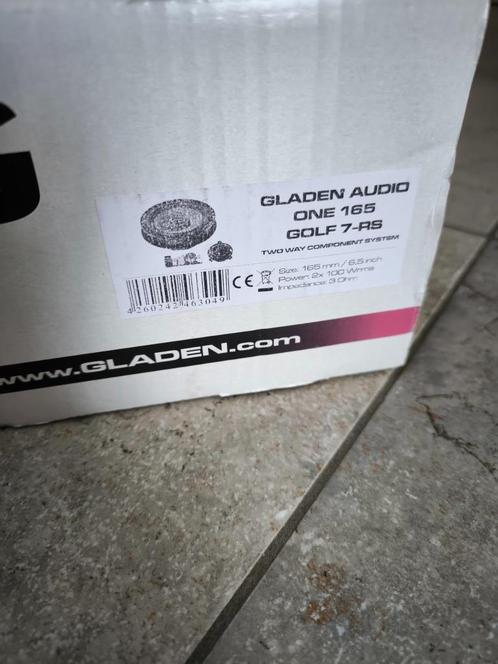 GLADEN AUDIO
ONE 165
GOLF 7-RS
TWO WAY COMPONENT SYSTEM
Size: 165 mm / 6,5 inch
Power: 2x 100 Wrms
Impedance: 3 Ohm
CE
4260242463049
www.GLADEN.com